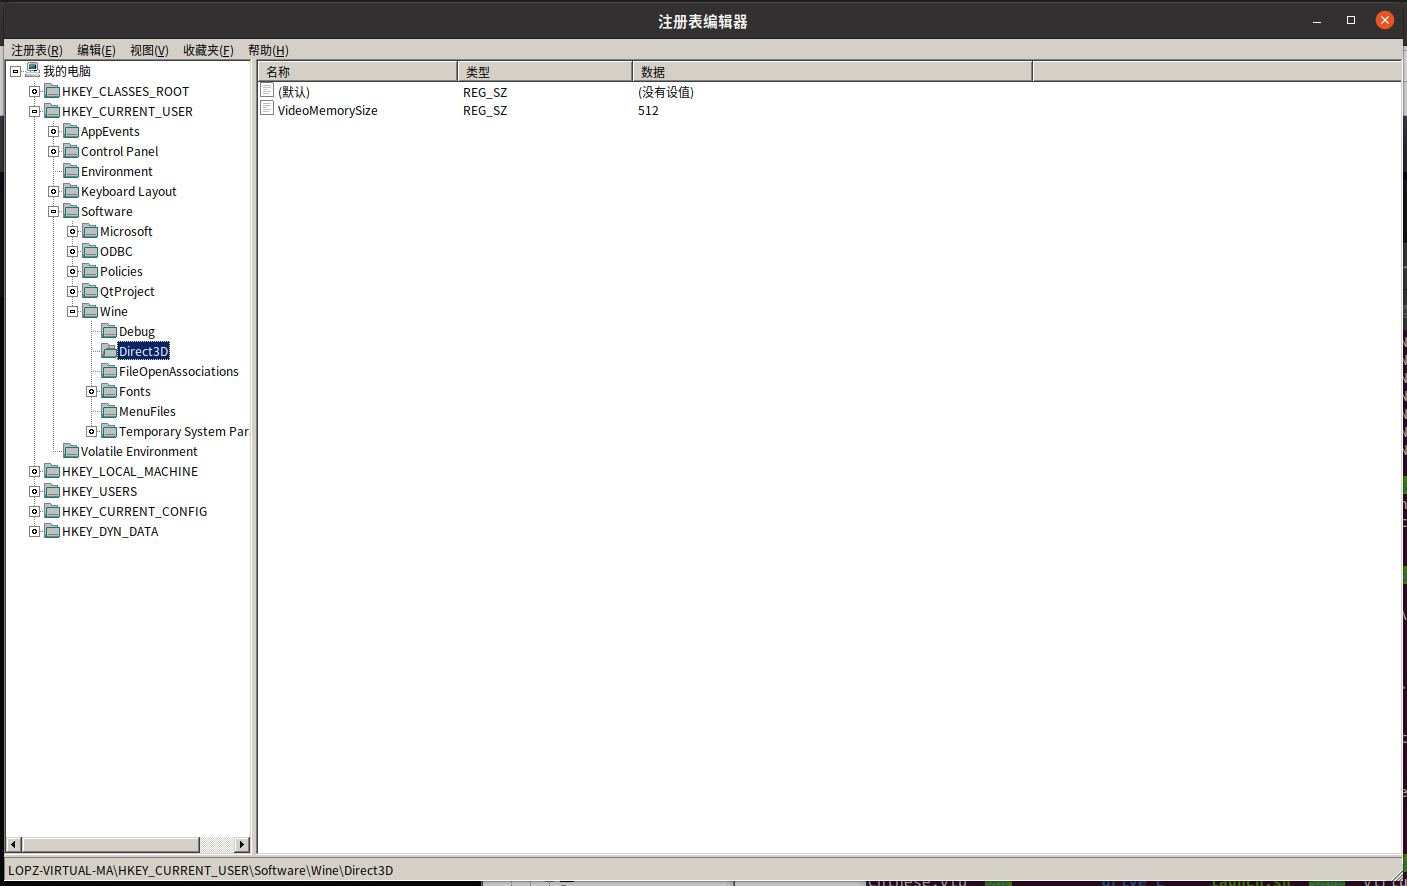 注册表编辑器
注册表(R) 编辑(E) 视图(V) 收藏夹(F) 帮助(H)
我的电脑
HKEY_CLASSES_ROOT
HKEY_CURRENT_USER
AppEvents
Control Panel
Environment
Keyboard Layout
Software
Microsoft
ODBC
Policies
QtProject
Wine
Debug
Direct3D
FileOpenAssociations
Fonts
MenuFiles
Temporary System Par
Volatile Environment
HKEY_LOCAL_MACHINE
HKEY_USERS
HKEY_CURRENT_CONFIG
HKEY_DYN_DATA
名称 类型 数据
(默认) REG_SZ (没有设值)
VideoMemorySize REG_SZ 512
LOPZ-VIRTUAL-MA\HKEY_CURRENT_USER\Software\Wine\Direct3D